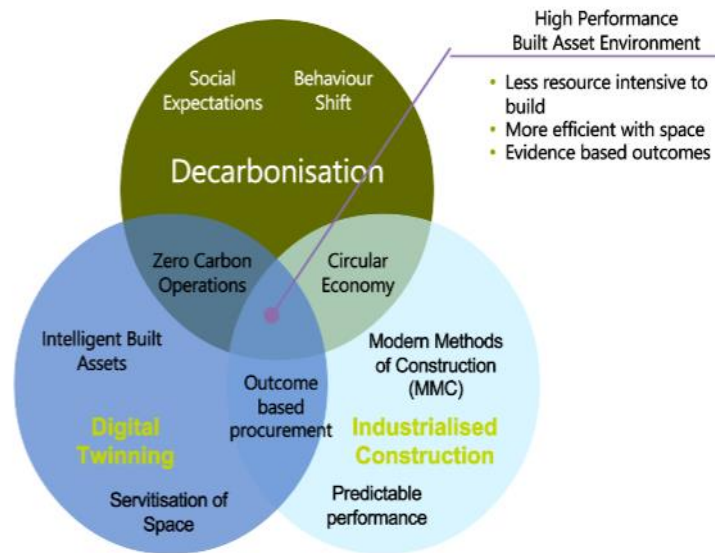 High Performance
Built Asset Environment
• Less resource intensive to
build
• More efficient with space
• Evidence based outcomes
Social
Expectations
Behaviour
Shift
Decarbonisation
Zero Carbon
Operations
Circular
Economy
Intelligent Built
Assets
Modern Methods
of Construction
(MMC)
Outcome
based
procurement
Digital
Twinning
Industrialised
Construction
Servitisation of
Space
Predictable
performance